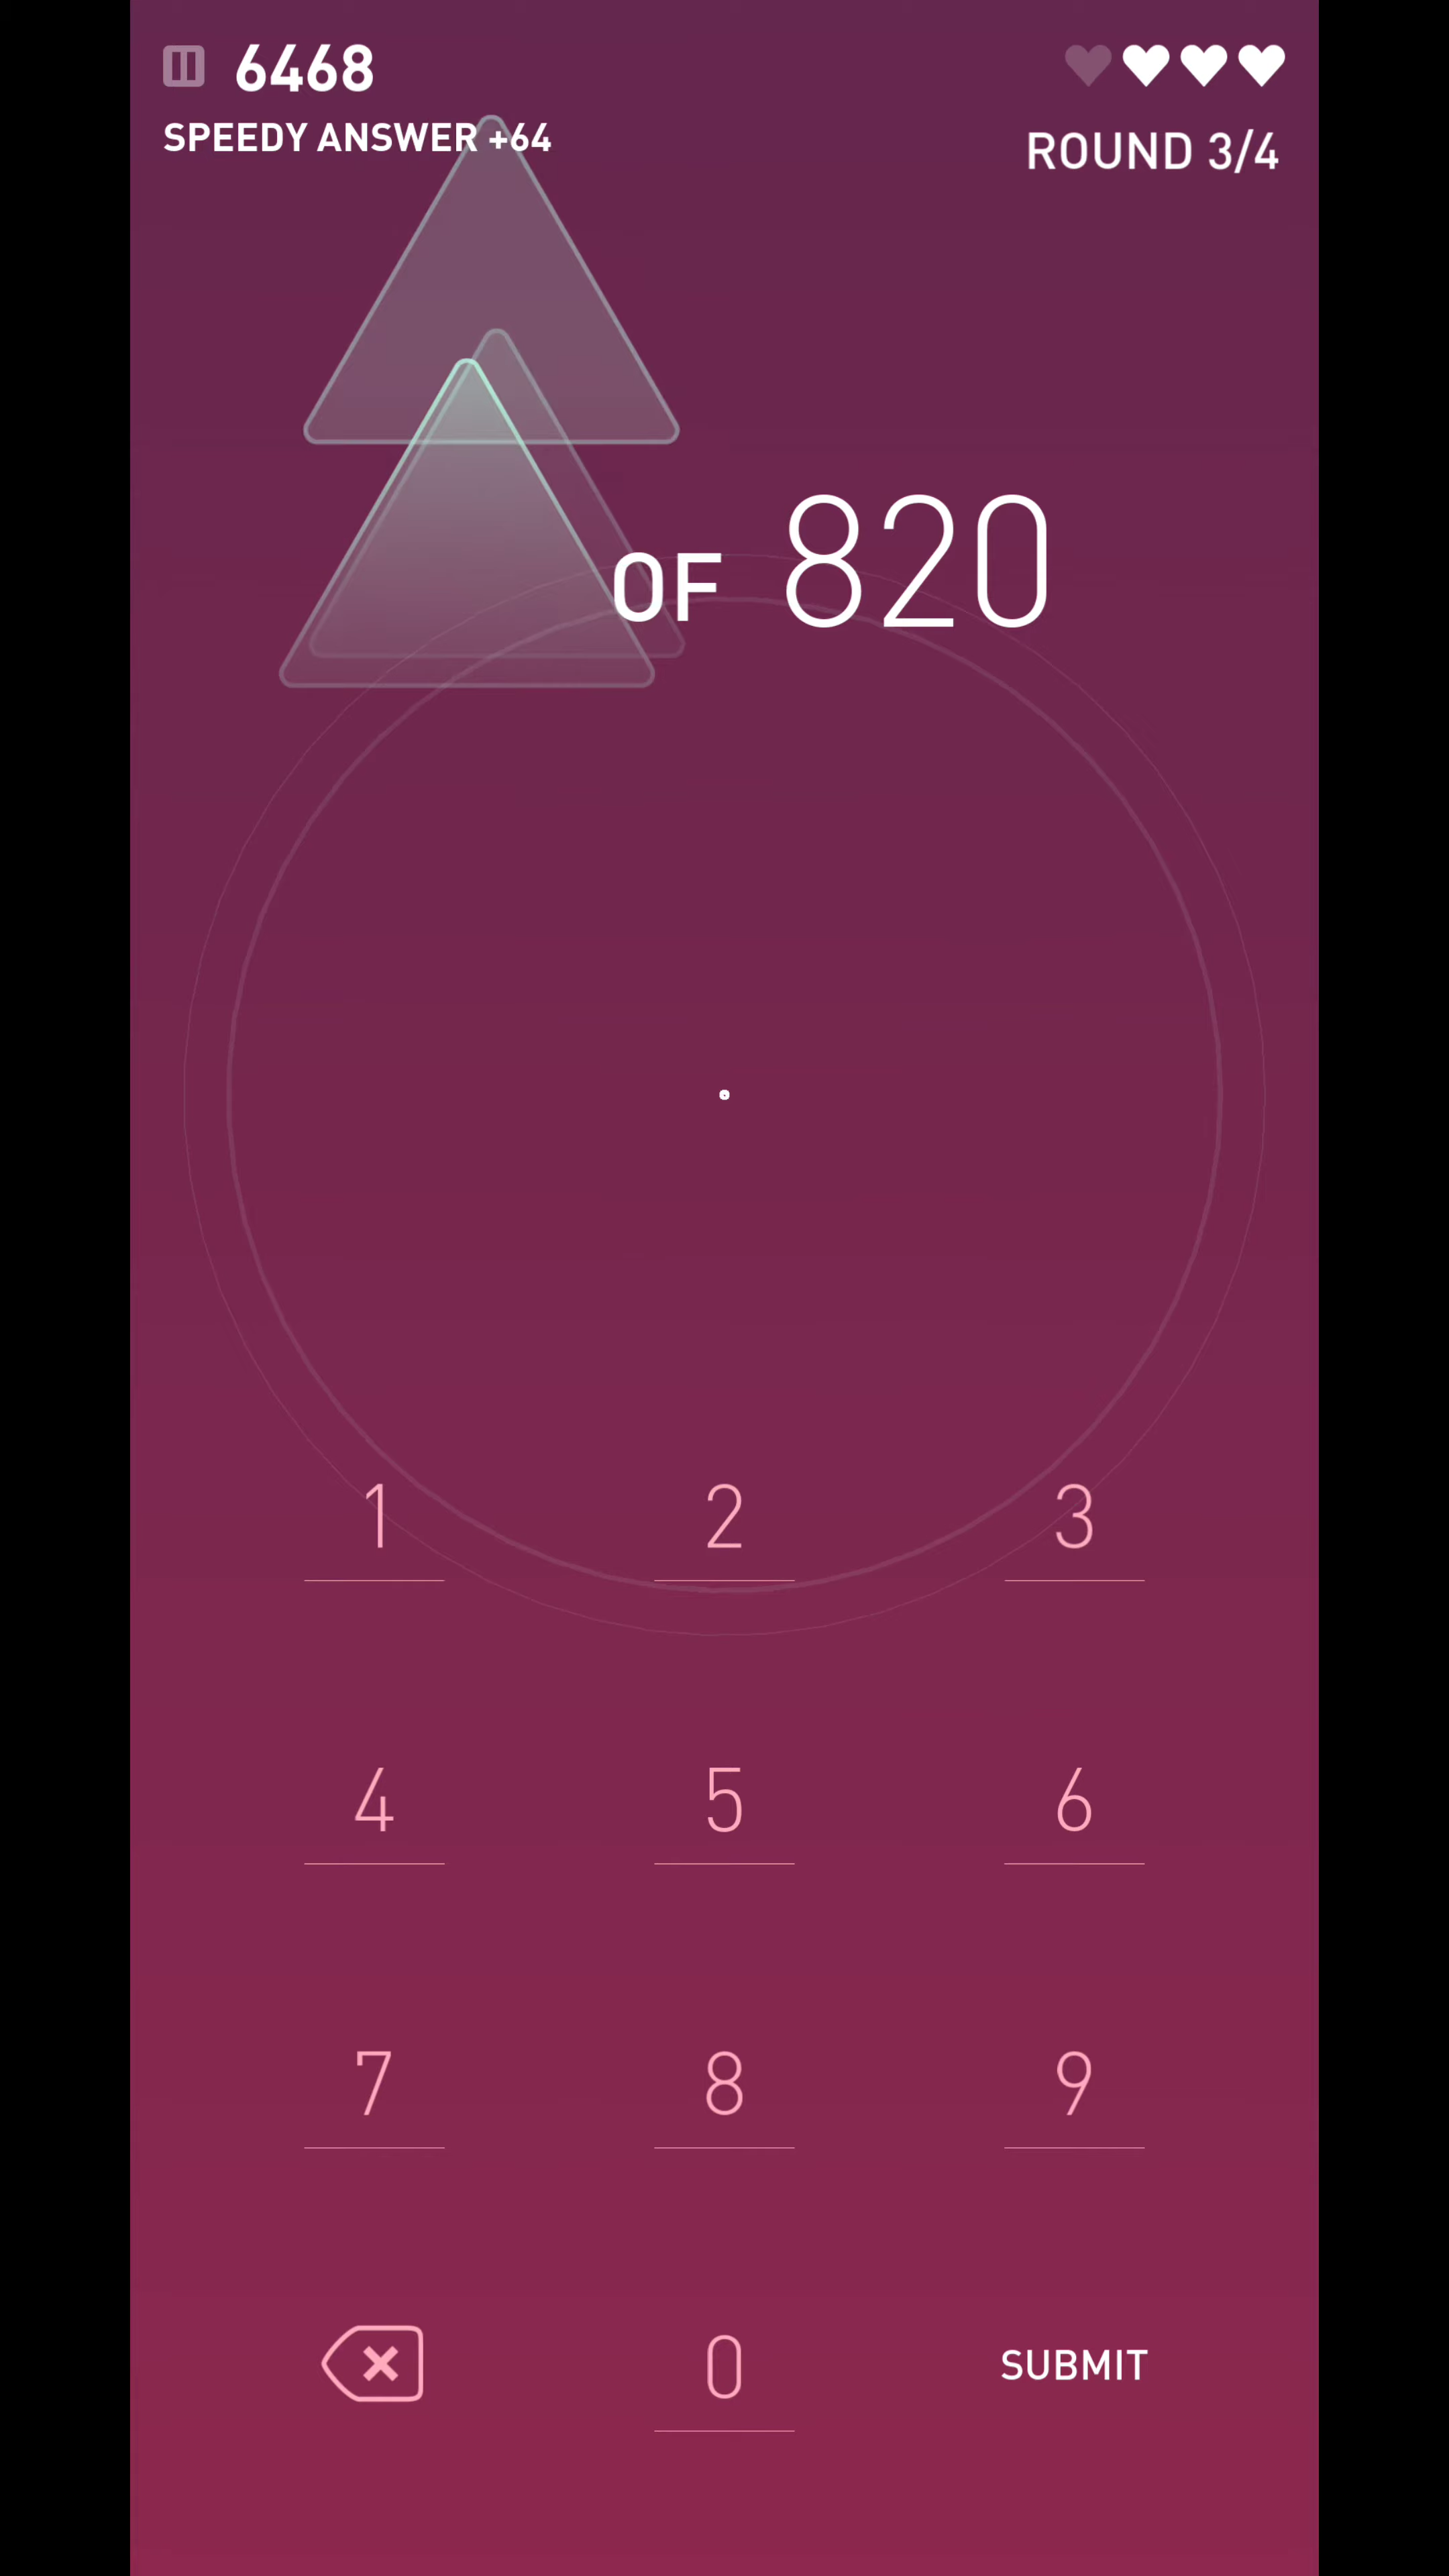 6468
SPEEDY ANSWER +64
ROUND 3/4
OF 820
1 2 3
4 5 6
7 8 9
0 SUBMIT